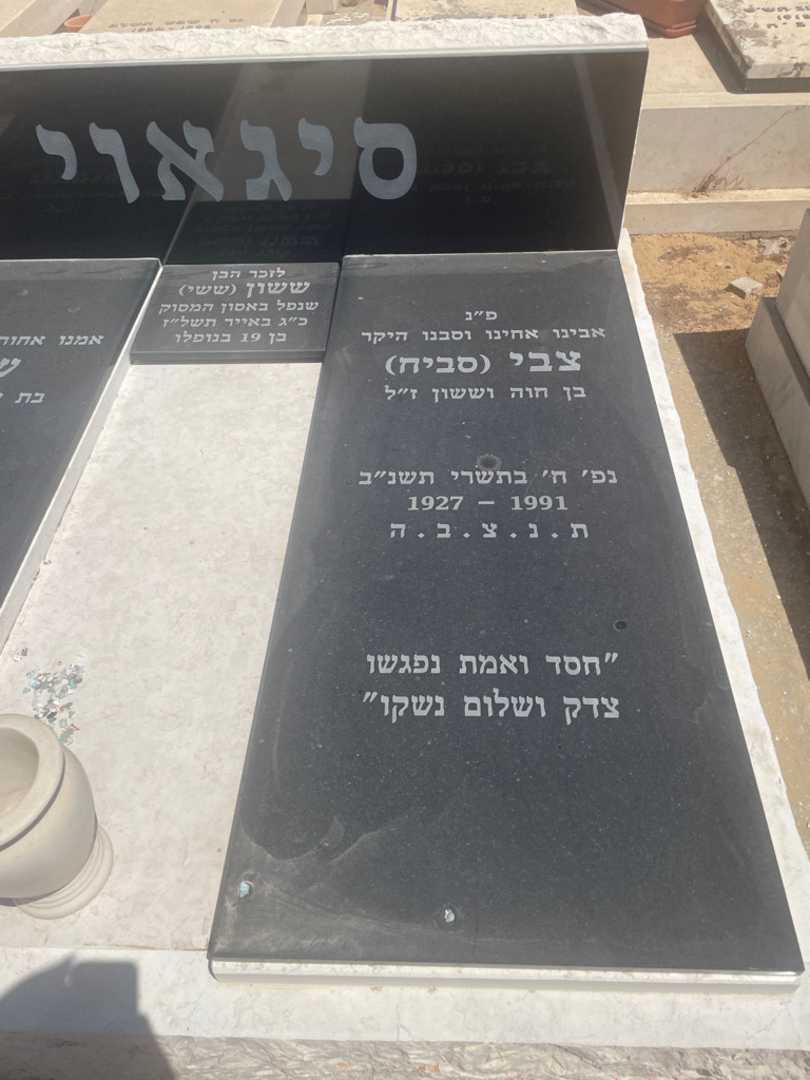 סיגאוי
פ״נ
אבינו אחינו וסבנו היקר
צבי (סביח)
בן חוה וששון ז״ל
נפ׳ ח׳ בתשרי תשנ״ב
1927 – 1991
ת.נ.צ.ב.ה
״חסד ואמת נפגשו
צדק ושלום נשקו״
לזכר הבן
ששון (ששי)
שנפל באסון המסוק
כ״ג באייר תשל״ז
בן 19 בנופלו
אמנו
בת